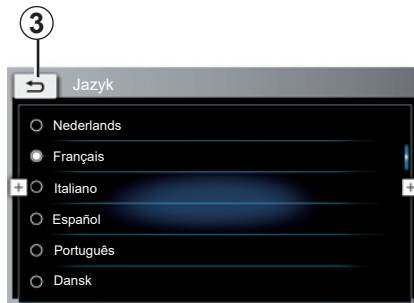 3
Jazyk
Nederlands
Français
Italiano
Español
Português
Dansk